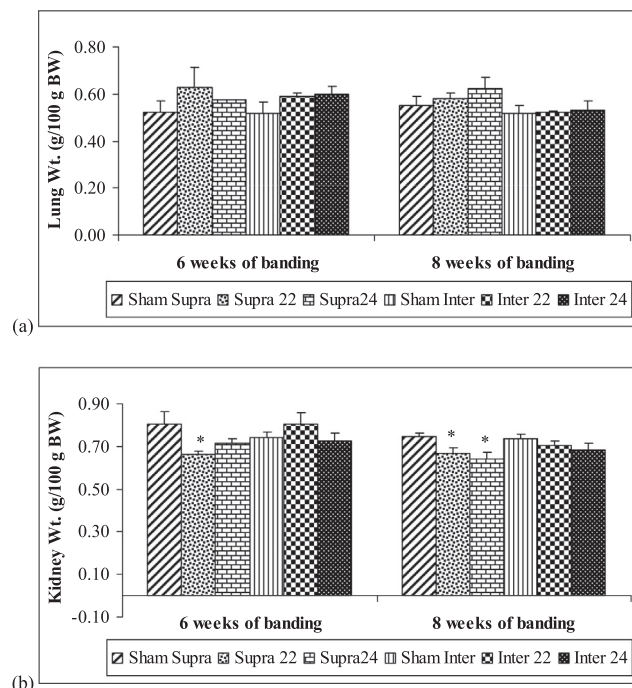 Lung Wt. (g/100 g BW)
0.80
0.60
0.40
0.20
0.00
6 weeks of banding 8 weeks of banding
Sham Supra Supra 22 Supra24 Sham Inter Inter 22 Inter 24
(a)
Kidney Wt. (g/100 g BW)
0.90
* * *
0.70
0.50
0.30
0.10
-0.10
6 weeks of banding 8 weeks of banding
Sham Supra Supra 22 Supra24 Sham Inter Inter 22 Inter 24
(b)